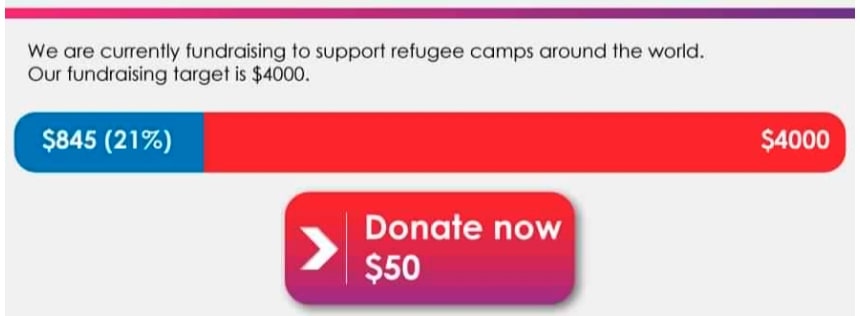 We are currently fundraising to support refugee camps around the world.
Our fundraising target is $4000.
$845 (21%) $4000
Donate now
$50